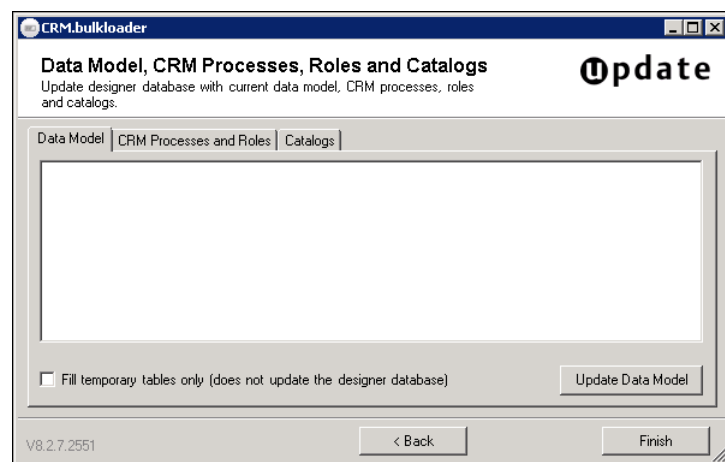 CRM.bulkloader
Data Model, CRM Processes, Roles and Catalogs
Update designer database with current data model, CRM processes, roles
and catalogs.
update
Data Model
CRM Processes and Roles
Catalogs
Fill temporary tables only (does not update the designer database)
Update Data Model
V8.2.7.2551
< Back
Finish